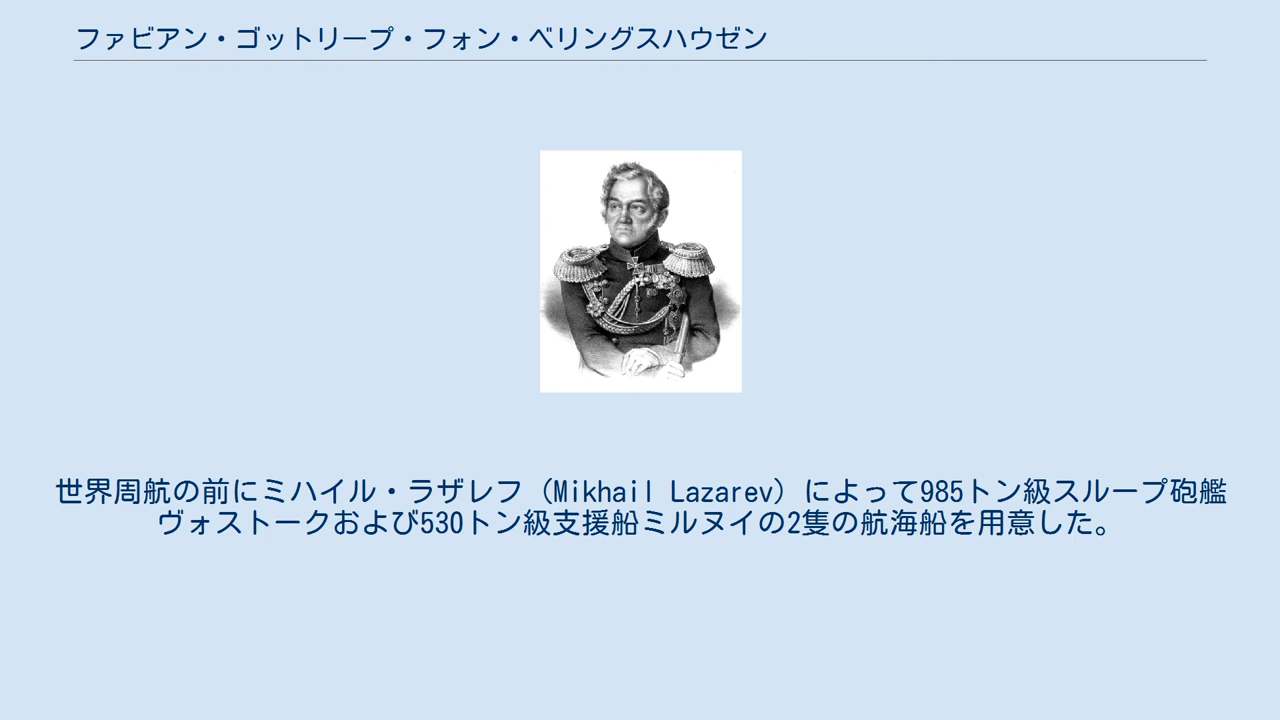 ファビアン・ゴットリープ・フォン・ベリングスハウゼン
世界周航の前にミハイル・ラザレフ（Mikhail Lazarev）によって985トン級スループ砲艦
ヴォストークおよび530トン級支援船ミルヌイの2隻の航海船を用意した。